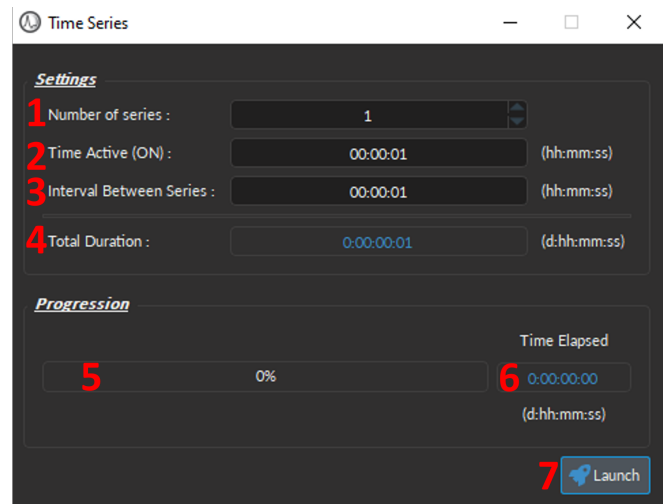 Time Series
Settings
1 Number of series : 1
2 Time Active (ON) : 00:00:01 (hh:mm:ss)
3 Interval Between Series : 00:00:01 (hh:mm:ss)
4 Total Duration : 0:00:00:01 (d:hh:mm:ss)
Progression
Time Elapsed
5 0% 6 0:00:00:00
(d:hh:mm:ss)
7 Launch